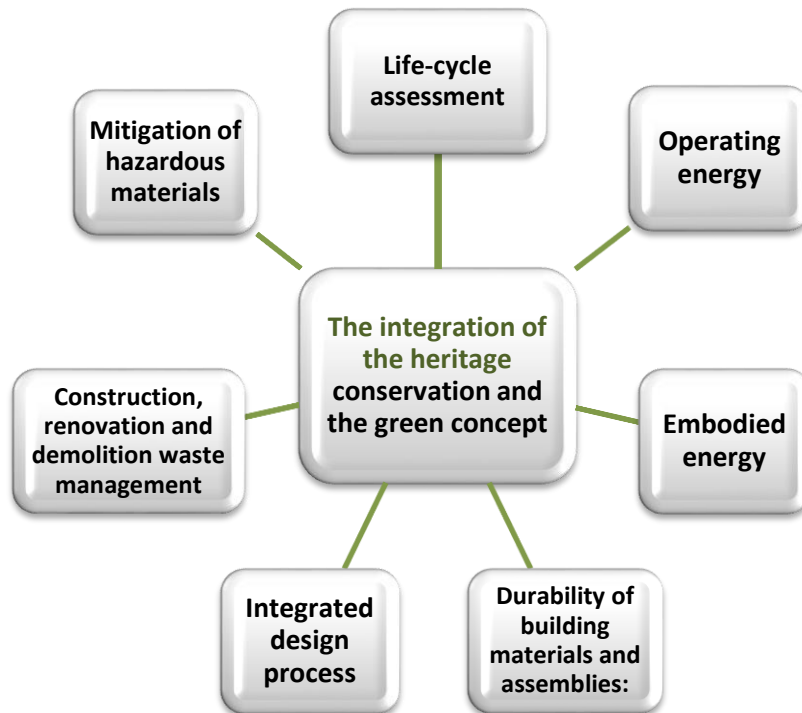 Life-cycle
assessment
Mitigation of
hazardous
materials
Operating
energy
The integration of
the heritage
conservation and
the green concept
Construction,
renovation and
demolition waste
management
Embodied
energy
Integrated
design
process
Durability of
building
materials and
assemblies: